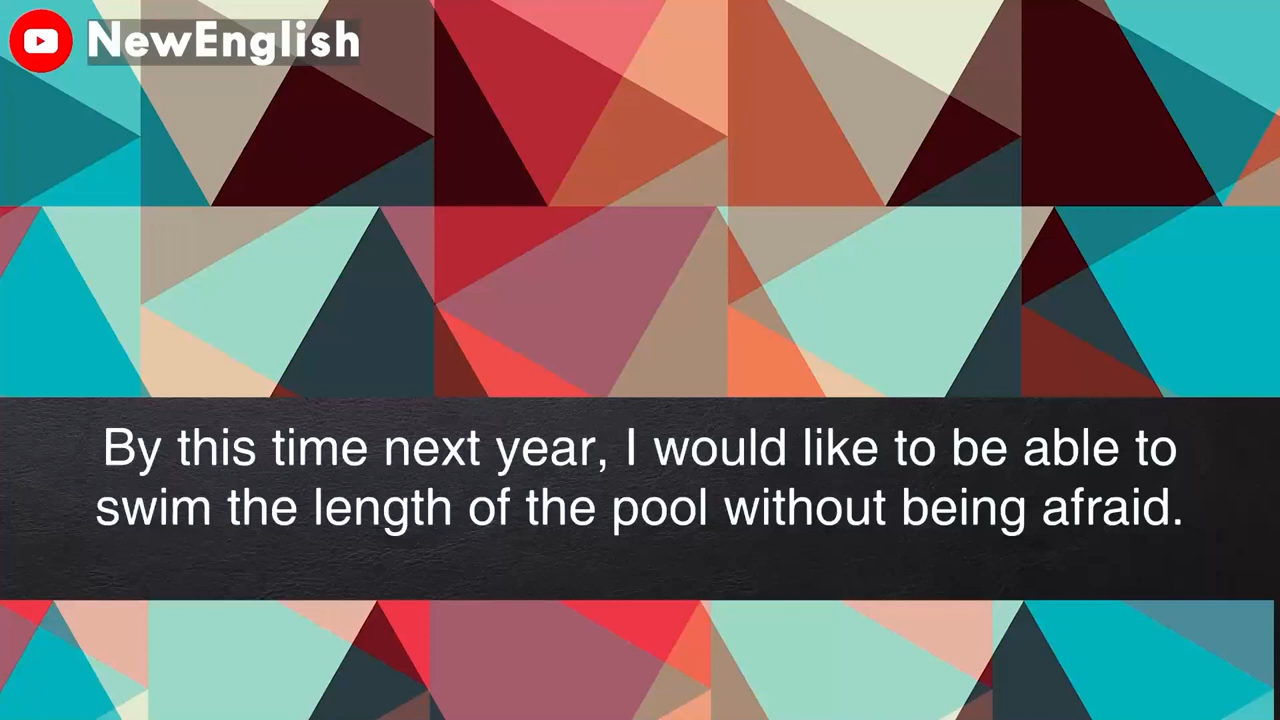 NewEnglish
By this time next year, I would like to be able to
swim the length of the pool without being afraid.